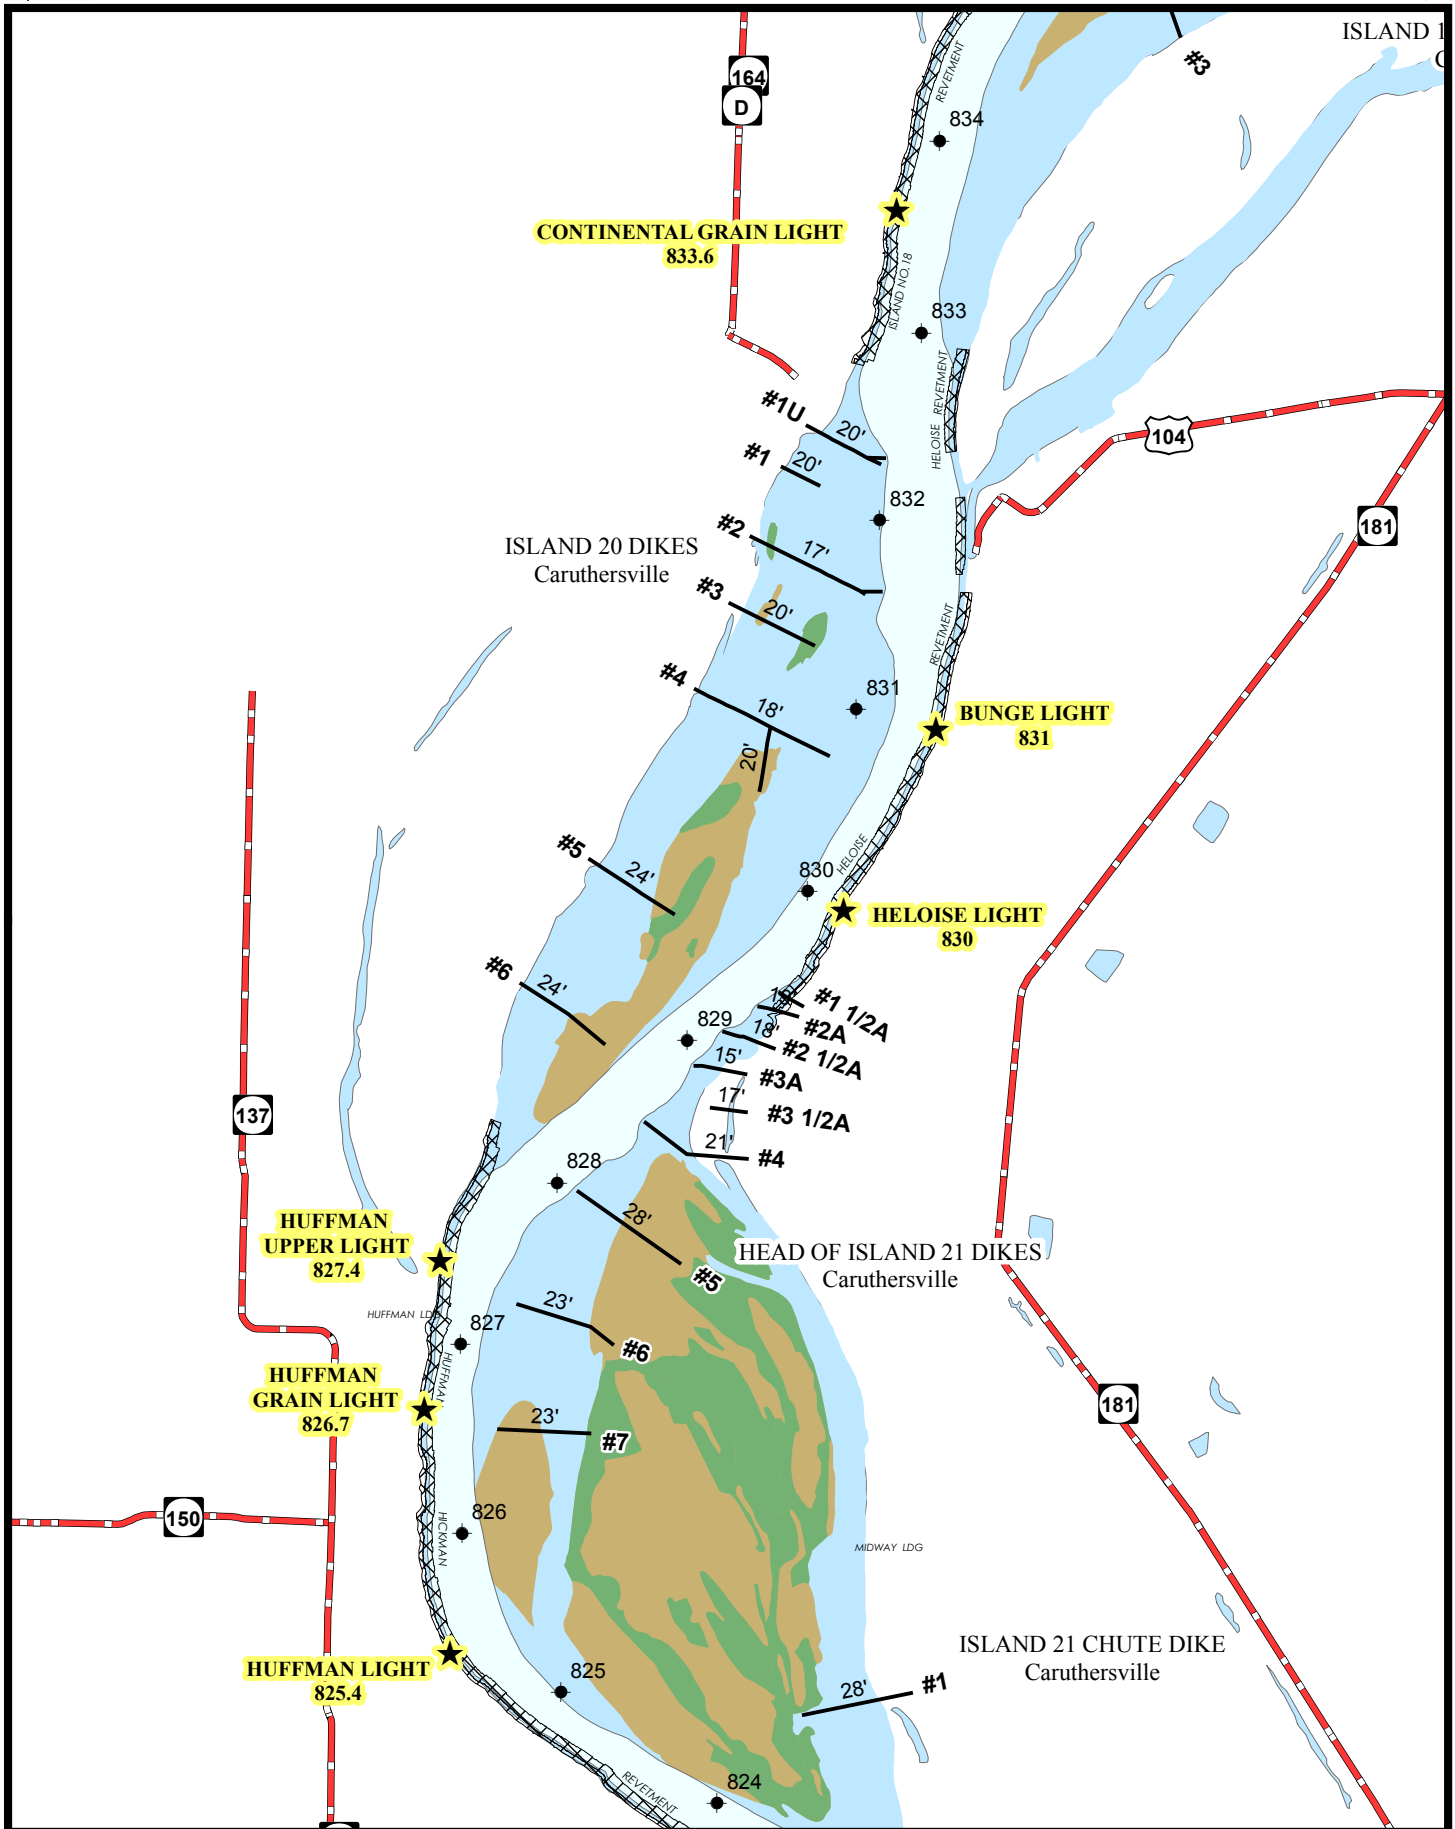 ISLAND 1
C
#3
REVETMENT
164
D
834
CONTINENTAL GRAIN LIGHT
833.6
ISLAND NO. 18
833
HELOISE REVETMENT
#1U
20'
104
#1
20'
832
181
#2
17'
ISLAND 20 DIKES
Caruthersville
#3
20'
REVETMENT
#4
18'
831
BUNGE LIGHT
831
20'
#5
24'
830
HELOISE
HELOISE LIGHT
830
#6
24'
#1 1/2A
829
#2A
18'
#2 1/2A
15'
#3A
137
17'
#3 1/2A
21'
#4
828
28'
HUFFMAN
UPPER LIGHT
827.4
HEAD OF ISLAND 21 DIKES
Caruthersville
#5
23'
HUFFMAN LDG
827
#6
HUFFMAN
HUFFMAN
GRAIN LIGHT
826.7
181
23'
#7
150
826
HICKMAN
MIDWAY LDG
ISLAND 21 CHUTE DIKE
Caruthersville
HUFFMAN LIGHT
825.4
825
28'
#1
824
REVETMENT